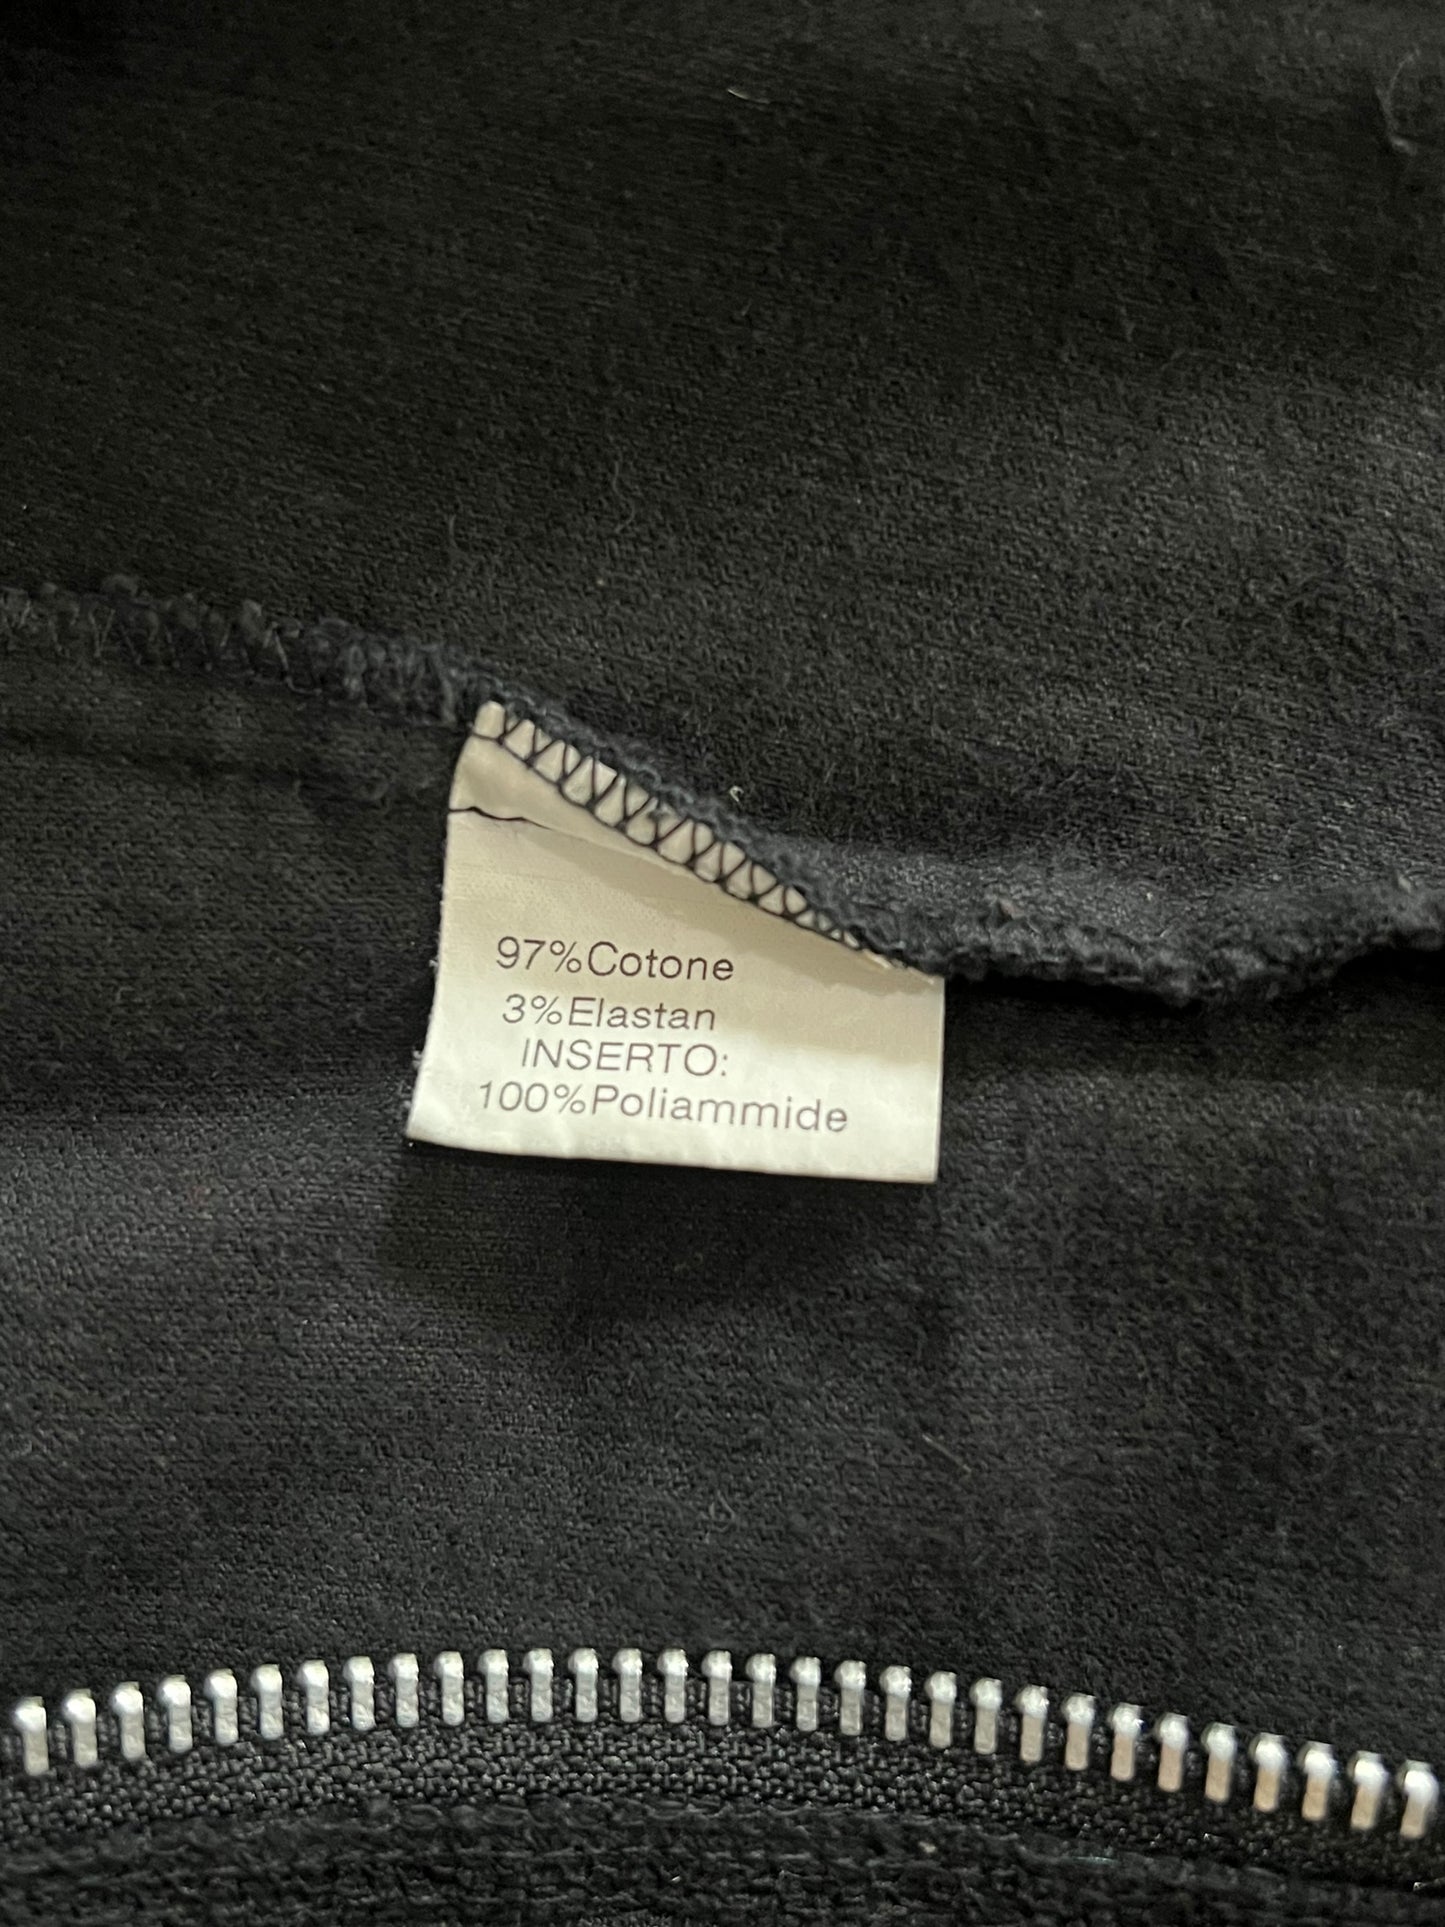 97%Cotone
3%Elastan
INSERTO:
100%Poliammide